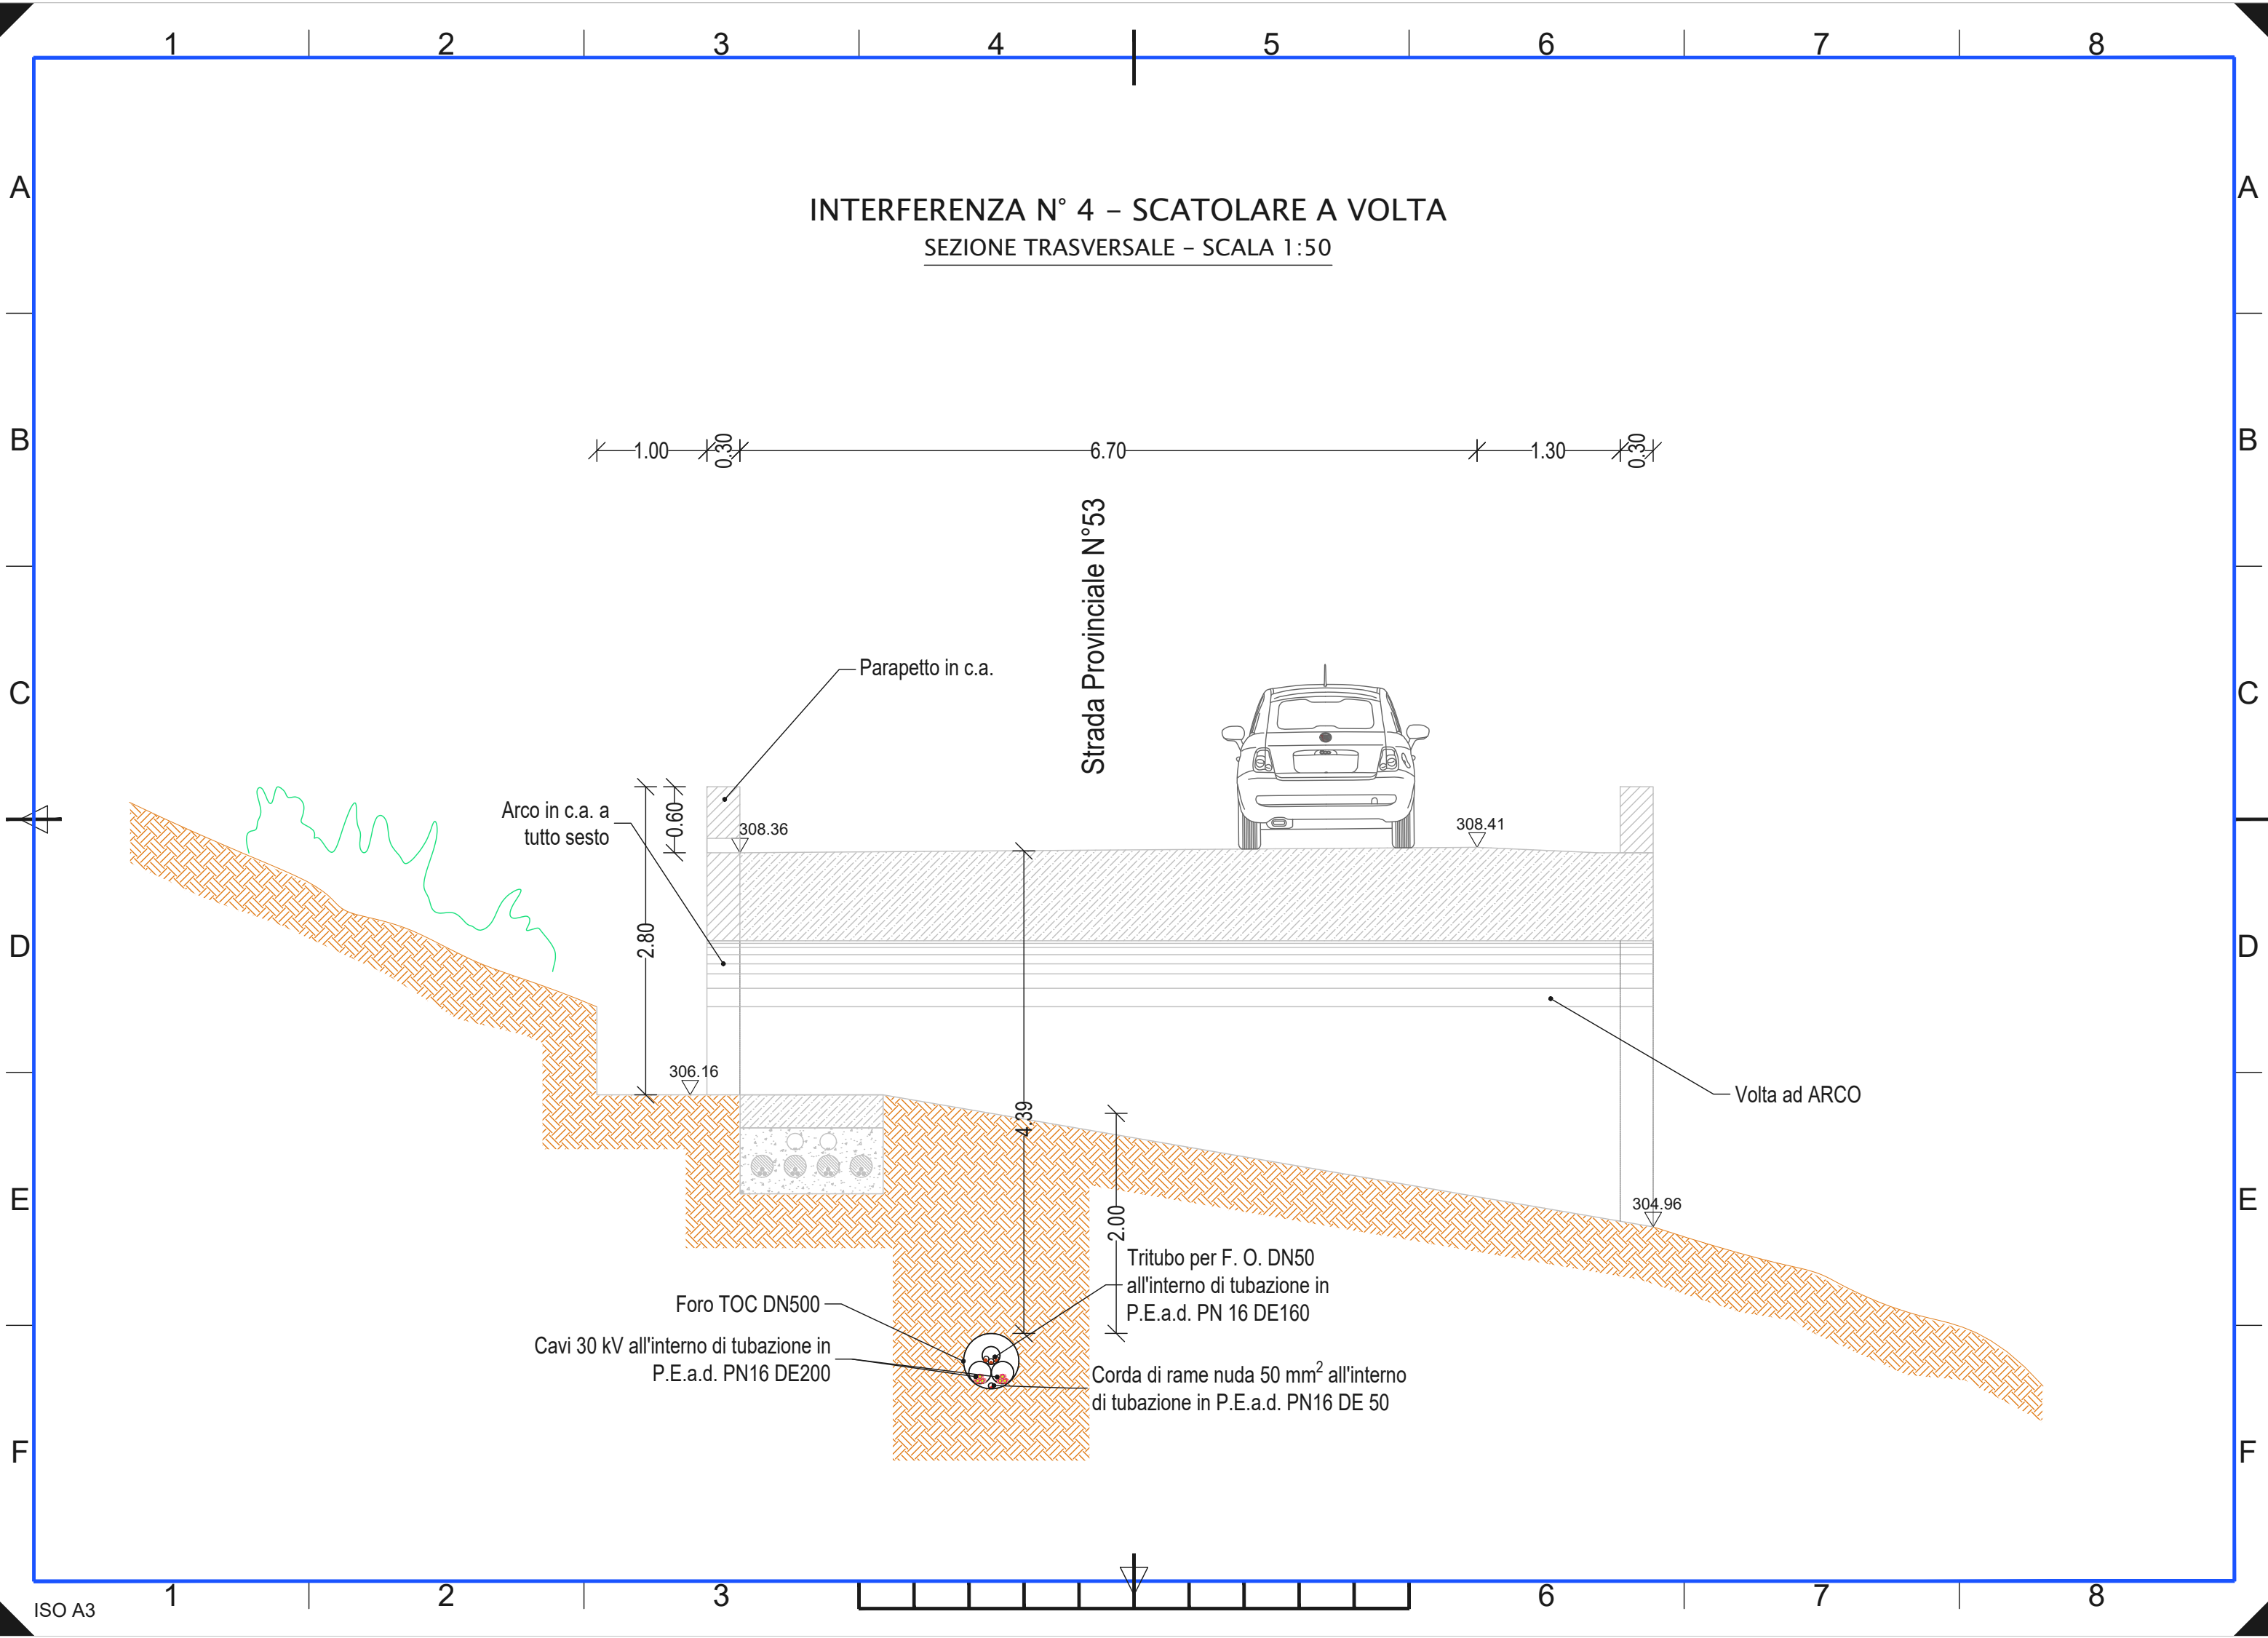 1 2 3 4 5 6 7 8
A A
INTERFERENZA N° 4 – SCATOLARE A VOLTA
SEZIONE TRASVERSALE – SCALA 1:50
B B
1.00 0.30 6.70 1.30 0.30
Strada Provinciale N°53
C C
Parapetto in c.a.
Arco in c.a. a
tutto sesto
0.60
308.36
308.41
D D
2.80
306.16
4.39
Volta ad ARCO
E E
2.00
304.96
Tritubo per F. O. DN50
all'interno di tubazione in
P.E.a.d. PN 16 DE160
Foro TOC DN500
Cavi 30 kV all'interno di tubazione in
P.E.a.d. PN16 DE200
Corda di rame nuda 50 mm² all'interno
di tubazione in P.E.a.d. PN16 DE 50
F F
1 2 3 6 7 8
ISO A3